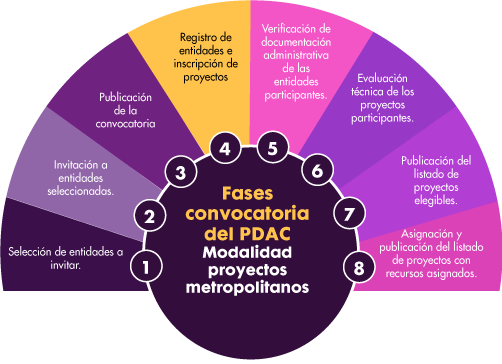 Fases
convocatoria
del PDAC
Modalidad
proyectos
metropolitanos
1
Selección de entidades a
invitar.
2
Invitación a
entidades
seleccionadas.
3
Publicación
de la
convocatoria
4
Registro de
entidades e
inscripción de
proyectos
5
Verificación de
documentación
administrativa
de las
entidades
participantes.
6
Evaluación
técnica de los
proyectos
participantes.
7
Publicación del
listado de
proyectos
elegibles.
8
Asignación y
publicación del listado
de proyectos con
recursos asignados.